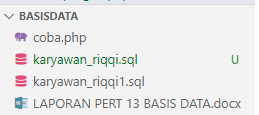 BASISDATA
coba.php
karyawan_riqqi.sql U
karyawan_riqqi1.sql
LAPORAN PERT 13 BASIS DATA.docx